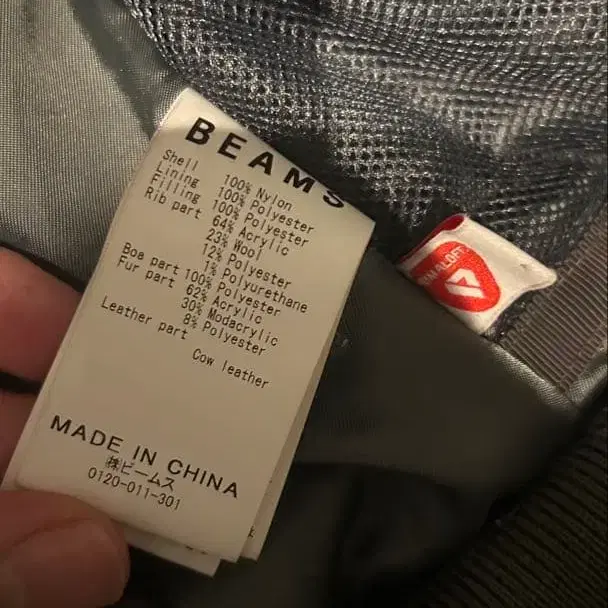 BEAMS
Shell 100% Nylon
Lining 100% Polyester
Filling 100% Polyester
Rib part 64% Acrylic
23% Wool
12% Polyester
1% Polyurethane
Boa part 100% Polyester
Fur part 62% Acrylic
30% Modacrylic
8% Polyester
Leather part
Cow leather
MADE IN CHINA
㈱ビームス
0120-011-301